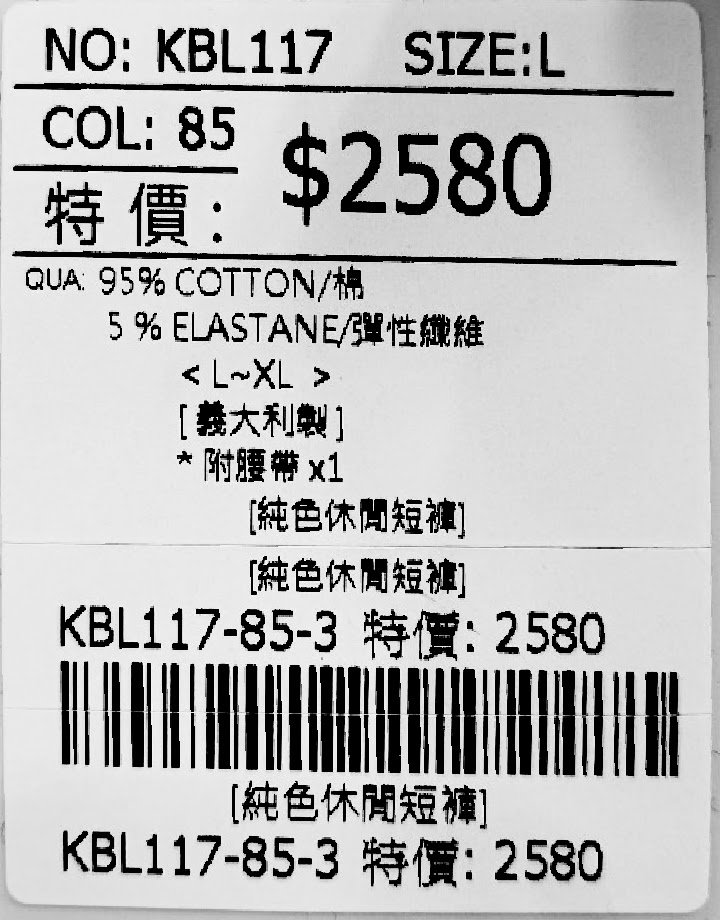 NO: KBL117 SIZE:L
COL: 85
$2580
特價:
QUA: 95% COTTON/棉
5 % ELASTANE/彈性纖維
< L~XL >
[ 義大利製 ]
* 附腰帶 x1
[純色休閒短褲]
[純色休閒短褲]
KBL117-85-3 特價: 2580
[純色休閒短褲]
KBL117-85-3 特價: 2580